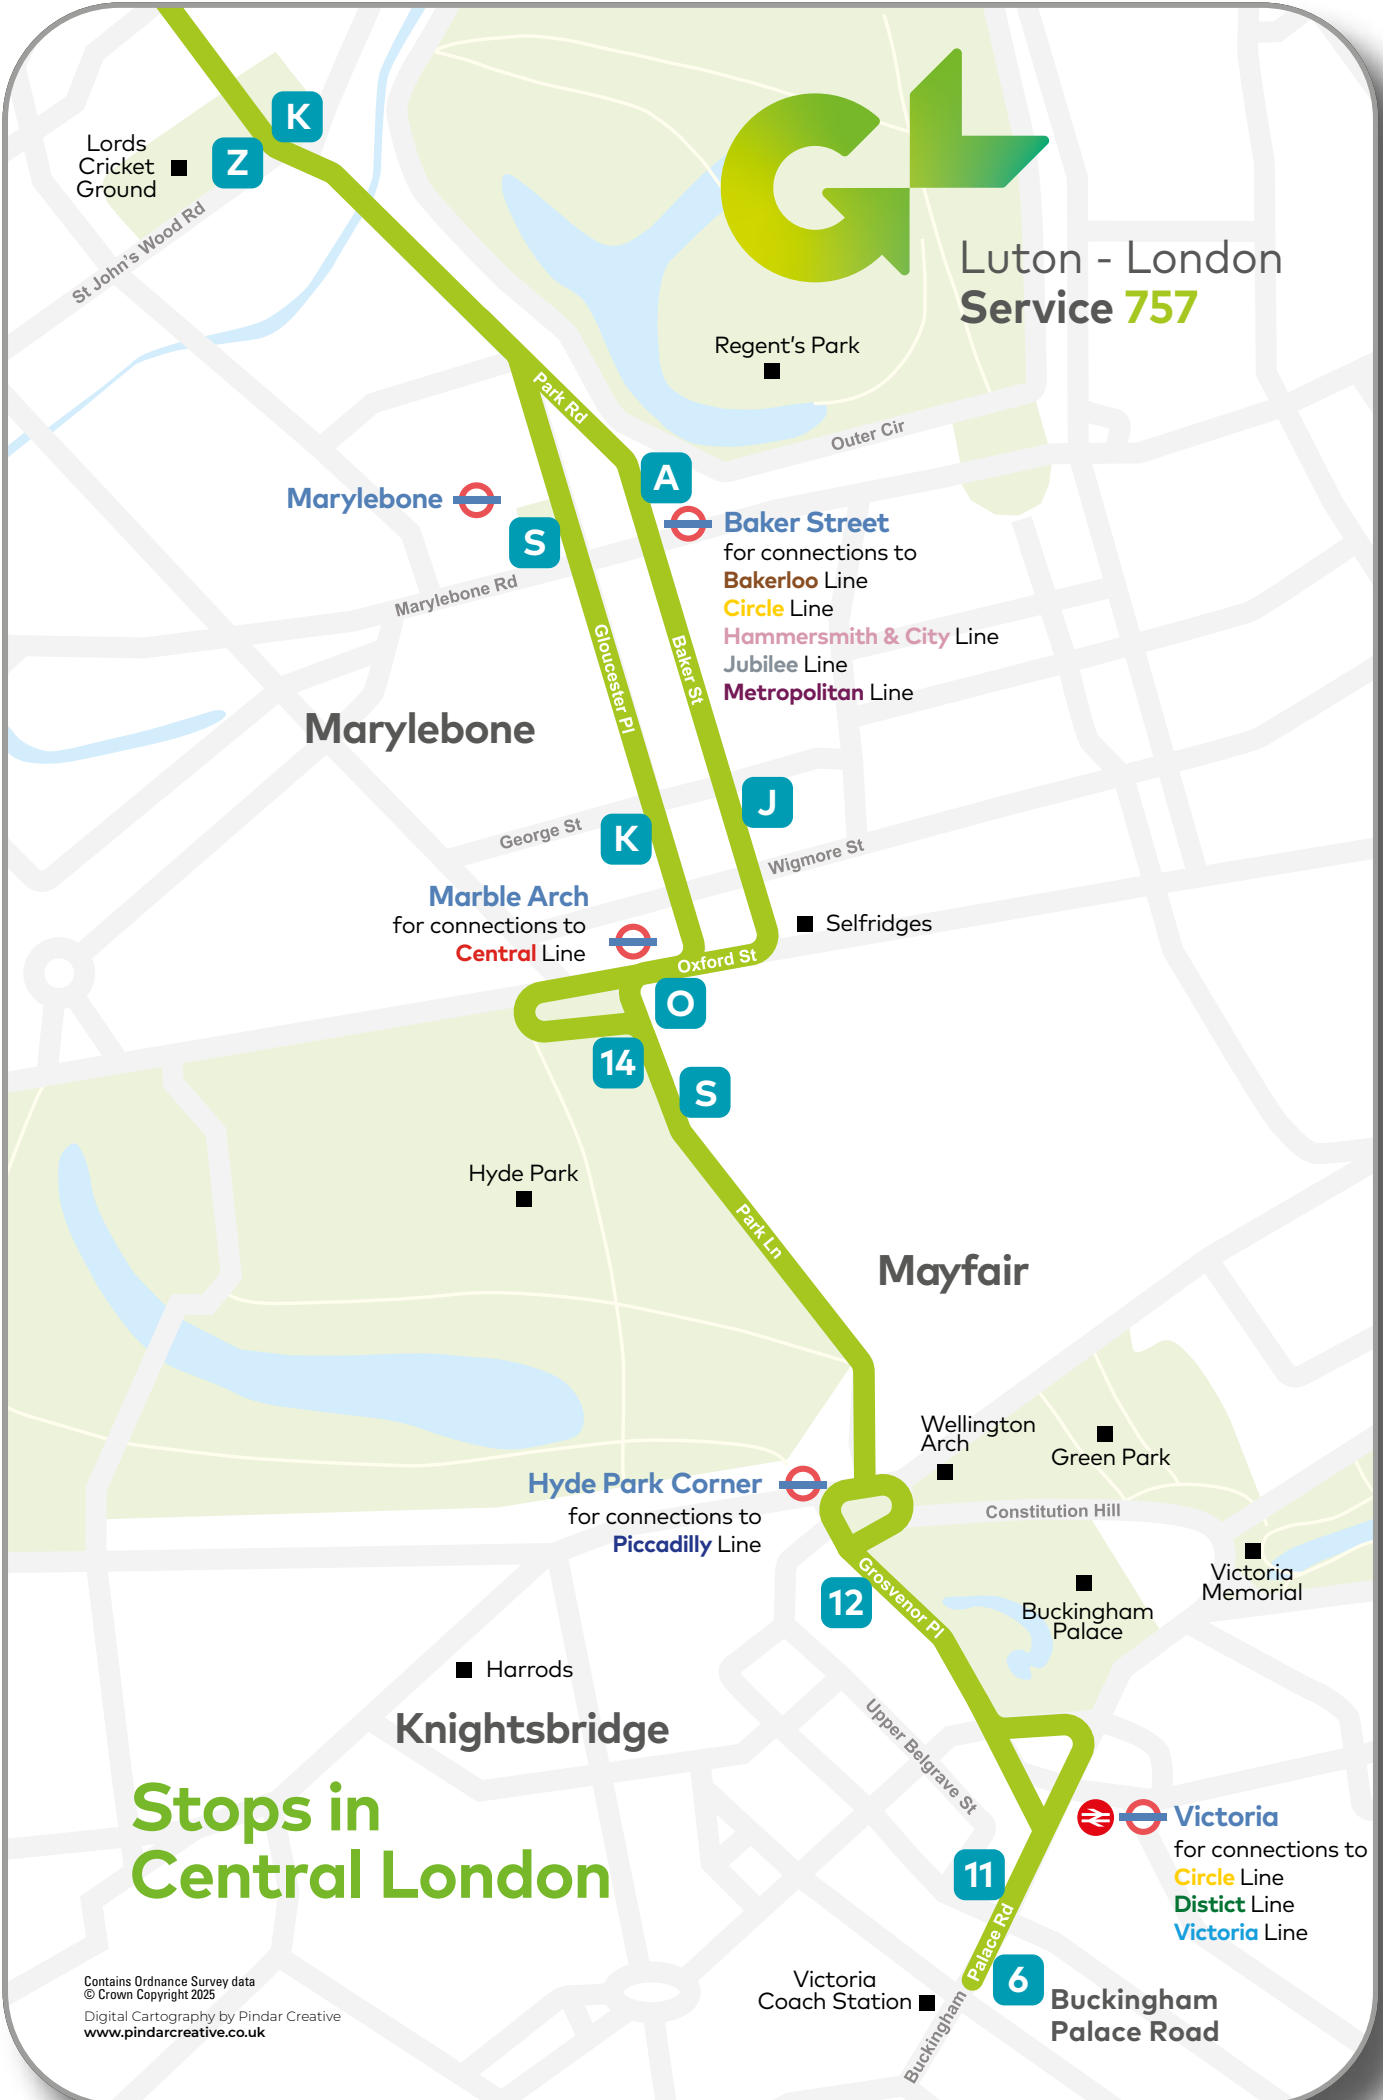 K
Z
Lords
Cricket
Ground
St John's Wood Rd
GL
Luton - London
Service 757
Regent's Park
Park Rd
Outer Cir
A
Marylebone
S
Baker Street
for connections to
Bakerloo Line
Circle Line
Hammersmith & City Line
Jubilee Line
Metropolitan Line
Marylebone Rd
Gloucester Pl
Baker St
Marylebone
J
George St
K
Wigmore St
Marble Arch
for connections to
Central Line
Selfridges
Oxford St
O
14
S
Hyde Park
Park Ln
Mayfair
Wellington
Arch
Green Park
Hyde Park Corner
for connections to
Piccadilly Line
Constitution Hill
Victoria
Memorial
12
Grosvenor Pl
Buckingham
Palace
Harrods
Knightsbridge
Upper Belgrave St
Stops in
Central London
Victoria
for connections to
Circle Line
Distict Line
Victoria Line
11
Palace Rd
6
Victoria
Coach Station
Buckingham
Buckingham
Palace Road
Contains Ordnance Survey data
© Crown Copyright 2025
Digital Cartography by Pindar Creative
www.pindarcreative.co.uk